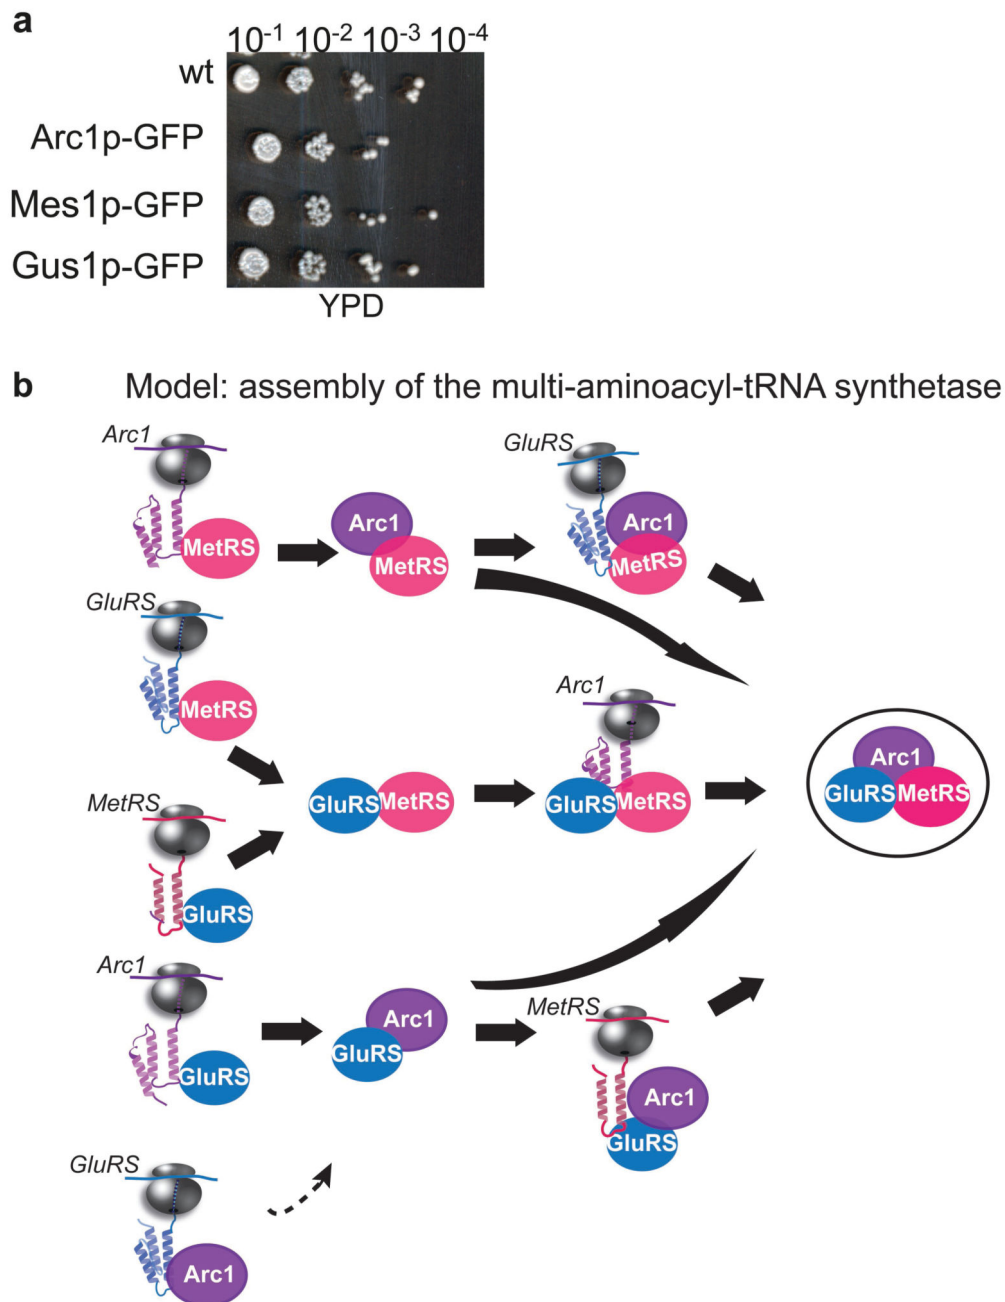 a
10-1 10-2 10-3 10-4
wt
Arc1p-GFP
Mes1p-GFP
Gus1p-GFP
YPD
b Model: assembly of the multi-aminoacyl-tRNA synthetase
Arc1
MetRS
Arc1
MetRS
GluRS
Arc1
MetRS
GluRS
MetRS
MetRS
GluRS
GluRS MetRS
Arc1
GluRS MetRS
Arc1
GluRS MetRS
Arc1
GluRS
Arc1
GluRS
MetRS
Arc1
GluRS
GluRS
Arc1